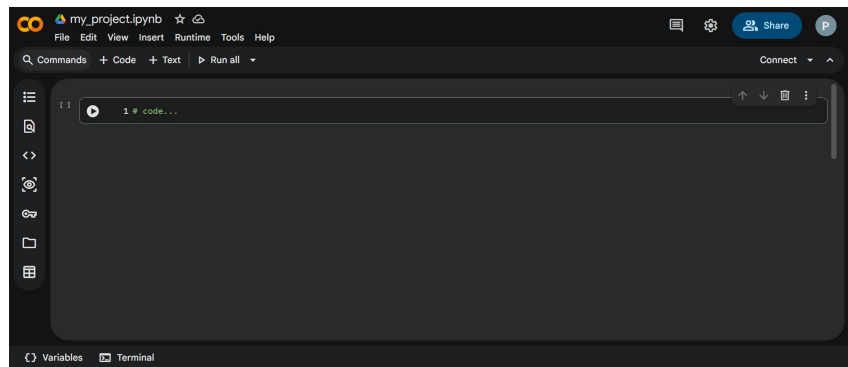 my_project.ipynb
File Edit View Insert Runtime Tools Help
Share
P
Commands + Code + Text Run all
Connect
[ ]
1 # code...
{} Variables
Terminal